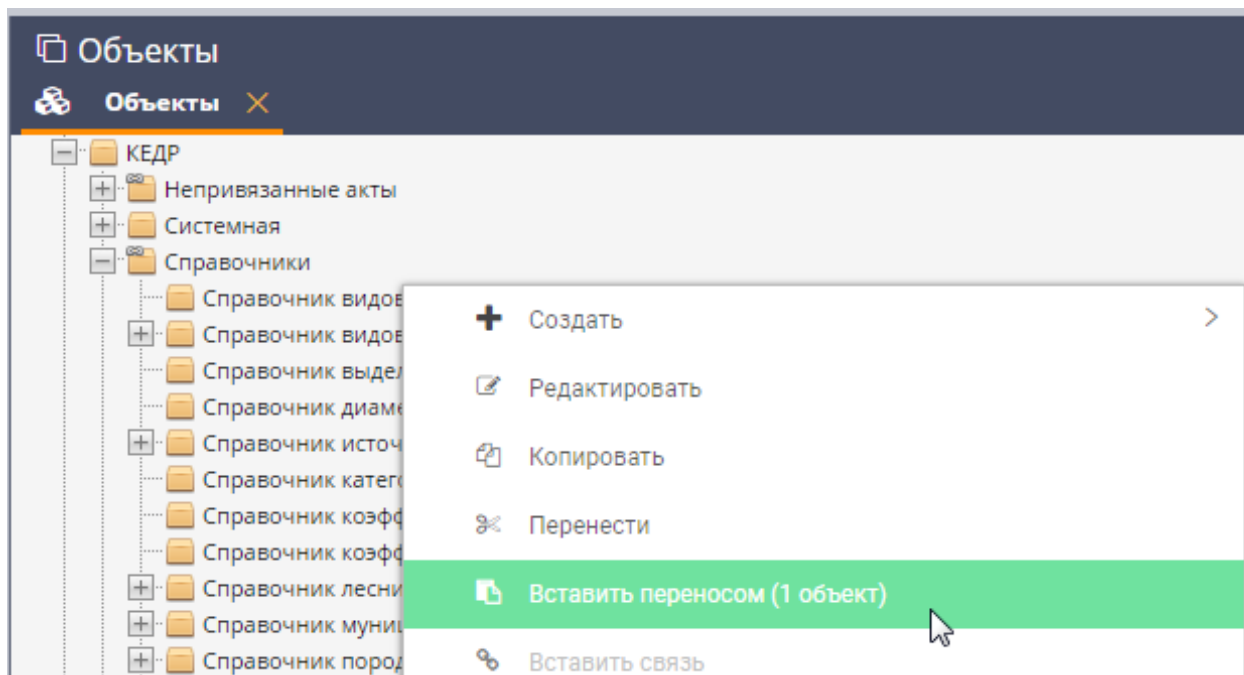 Объекты
Объекты
КЕДР
Непривязанные акты
Системная
Справочники
Справочник видов
Справочник видов
Справочник выдел
Справочник диаме
Справочник источ
Справочник катег
Справочник коэфф
Справочник коэфф
Справочник лесни
Справочник муниц
Справочник пород
Создать
Редактировать
Копировать
Перенести
Вставить переносом (1 объект)
Вставить связь